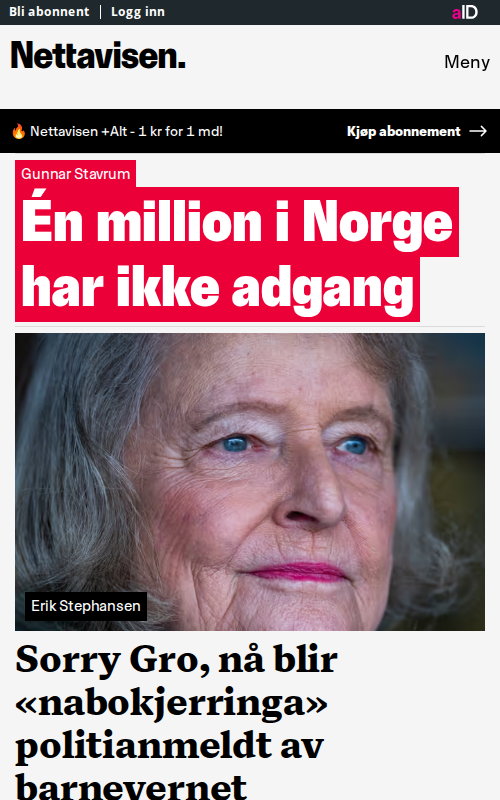 Bli abonnent | Logg inn
aID
Nettavisen.
Meny
🔥 Nettavisen +Alt - 1 kr for 1 md!
Kjøp abonnement →
Gunnar Stavrum
Én million i Norge
har ikke adgang
Erik Stephansen
Sorry Gro, nå blir
«nabokjerringa»
politianmeldt av
barnevernet